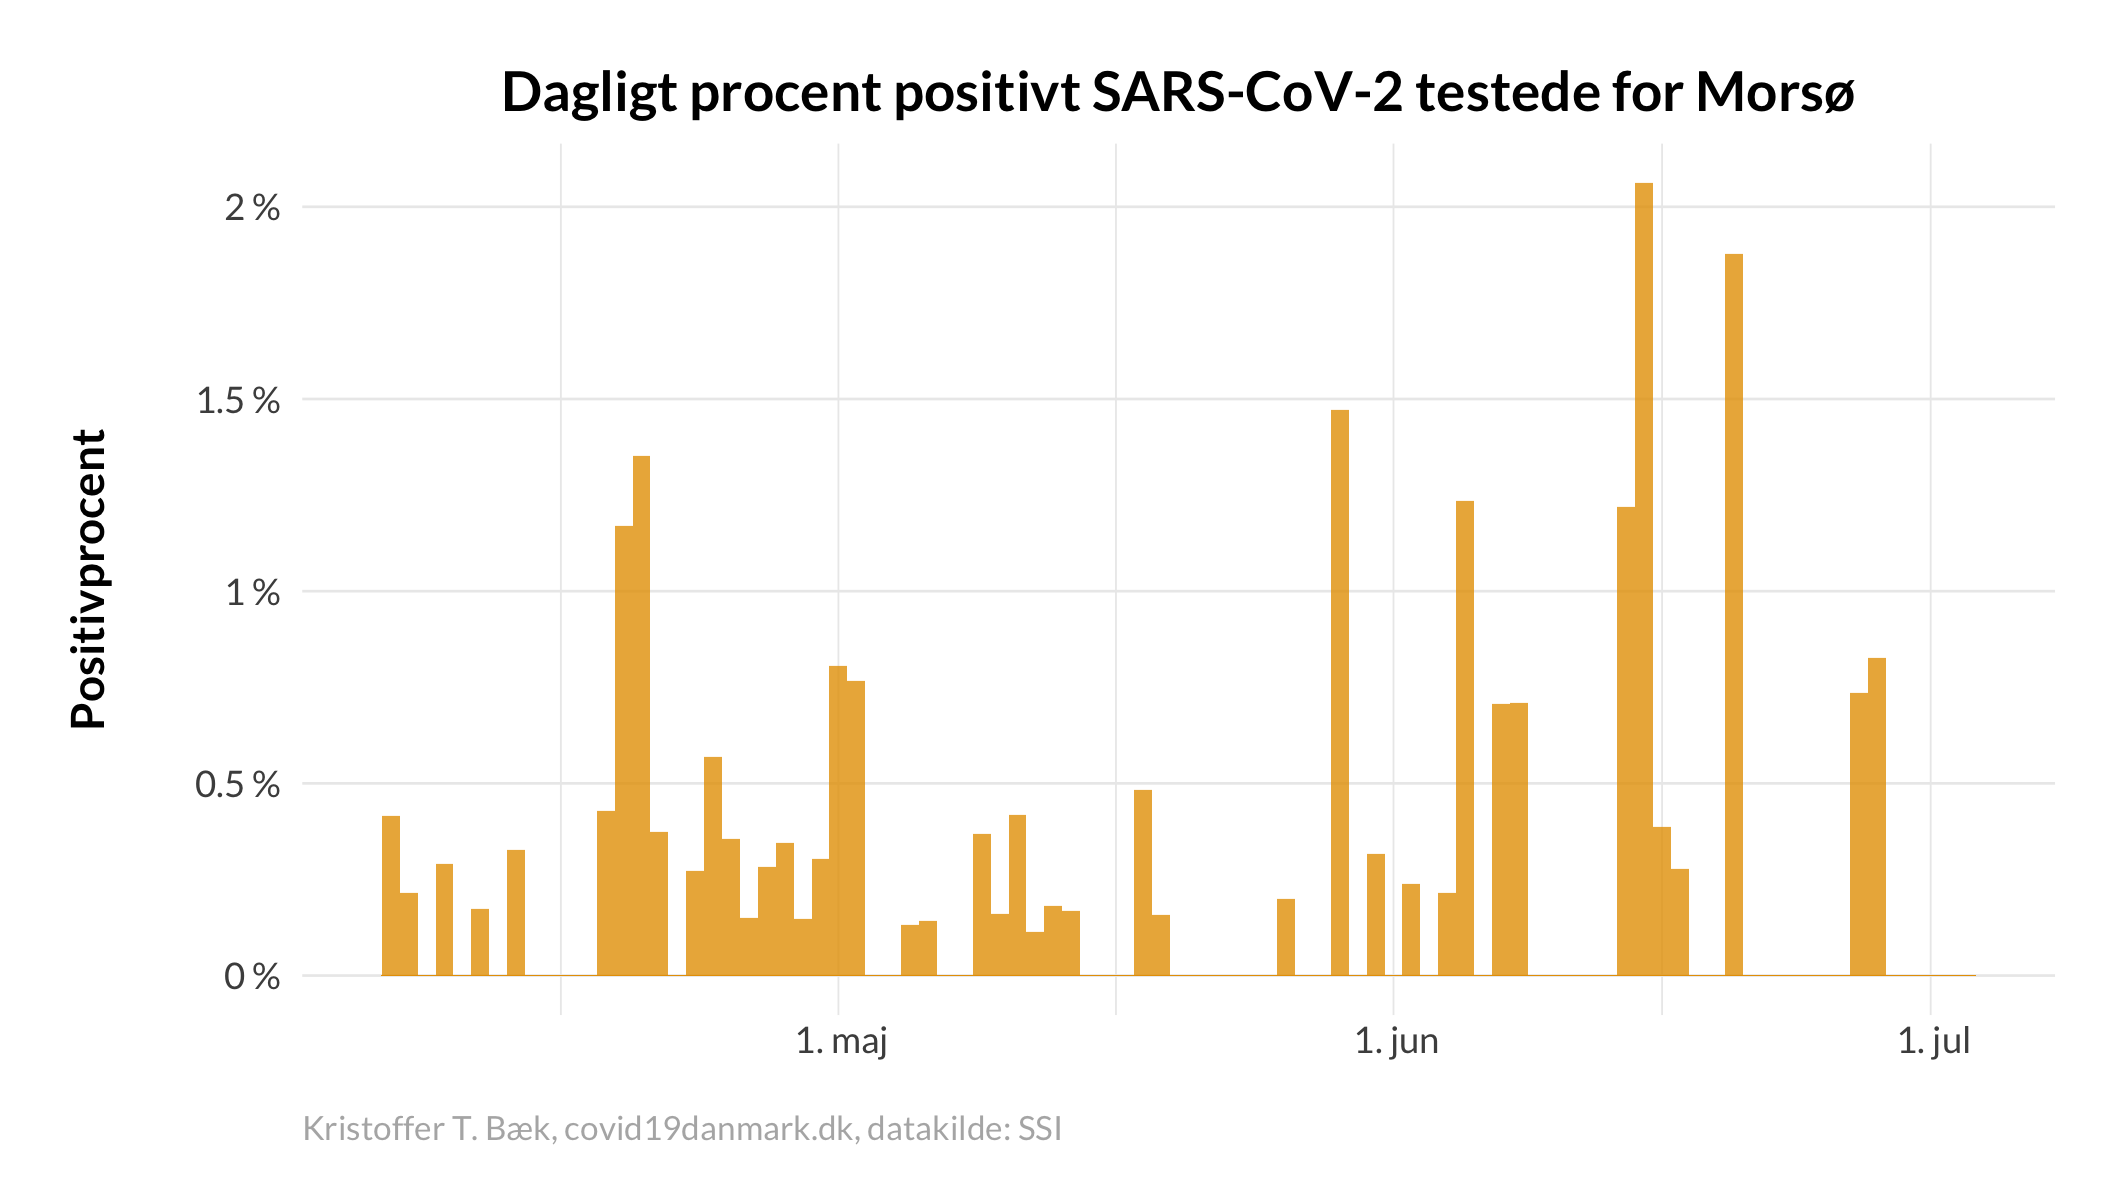 Dagligt procent positivt SARS-CoV-2 testede for Morsø
Positivprocent
2 %
1.5 %
1 %
0.5 %
0 %
1. maj
1. jun
1. jul
Kristoffer T. Bæk, covid19danmark.dk, datakilde: SSI